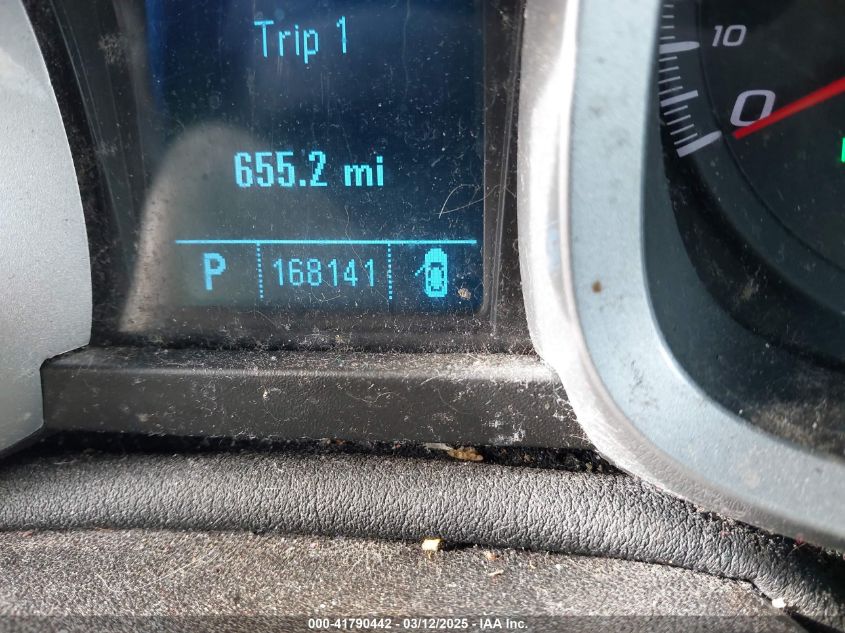 Trip 1
10
0
655.2 mi
P 168141
000-41790442 - 03/12/2025 - IAA Inc.